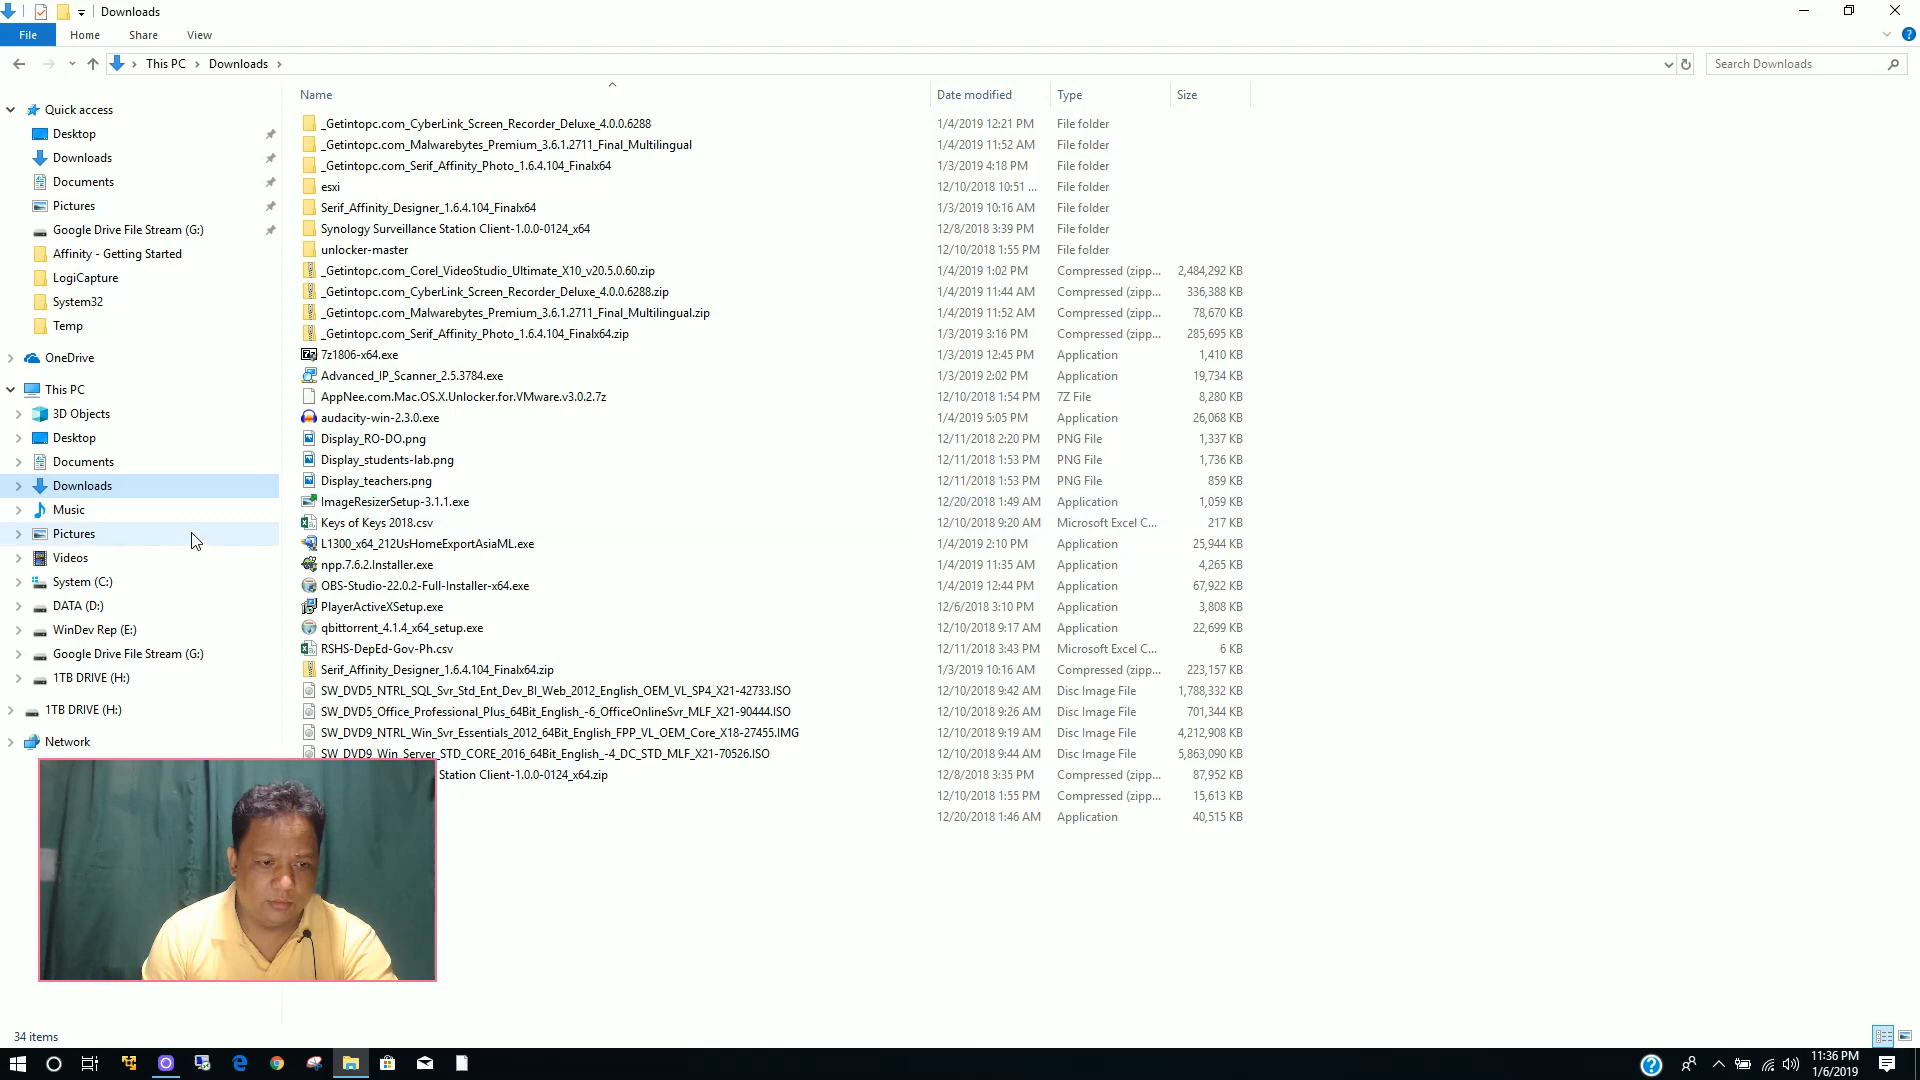 Downloads
File Home Share View
This PC Downloads
Search Downloads
Name Date modified Type Size
Quick access
Desktop
Downloads
Documents
Pictures
Google Drive File Stream (G:)
Affinity - Getting Started
LogiCapture
System32
Temp
OneDrive
This PC
3D Objects
Desktop
Documents
Downloads
Music
Pictures
Videos
System (C:)
DATA (D:)
WinDev Rep (E:)
Google Drive File Stream (G:)
1TB DRIVE (H:)
1TB DRIVE (H:)
Network
_Getintopc.com_CyberLink_Screen_Recorder_Deluxe_4.0.0.6288 1/4/2019 12:21 PM File folder
_Getintopc.com_Malwarebytes_Premium_3.6.1.2711_Final_Multilingual 1/4/2019 11:52 AM File folder
_Getintopc.com_Serif_Affinity_Photo_1.6.4.104_Finalx64 1/3/2019 4:18 PM File folder
esxi 12/10/2018 10:51 ... File folder
Serif_Affinity_Designer_1.6.4.104_Finalx64 1/3/2019 10:16 AM File folder
Synology Surveillance Station Client-1.0.0-0124_x64 12/8/2018 3:39 PM File folder
unlocker-master 12/10/2018 1:55 PM File folder
_Getintopc.com_Corel_VideoStudio_Ultimate_X10_v20.5.0.60.zip 1/4/2019 1:02 PM Compressed (zipp... 2,484,292 KB
_Getintopc.com_CyberLink_Screen_Recorder_Deluxe_4.0.0.6288.zip 1/4/2019 11:44 AM Compressed (zipp... 336,388 KB
_Getintopc.com_Malwarebytes_Premium_3.6.1.2711_Final_Multilingual.zip 1/4/2019 11:52 AM Compressed (zipp... 78,670 KB
_Getintopc.com_Serif_Affinity_Photo_1.6.4.104_Finalx64.zip 1/3/2019 3:16 PM Compressed (zipp... 285,695 KB
7z1806-x64.exe 1/3/2019 12:45 PM Application 1,410 KB
Advanced_IP_Scanner_2.5.3784.exe 1/3/2019 2:02 PM Application 19,734 KB
AppNee.com.Mac.OS.X.Unlocker.for.VMware.v3.0.2.7z 12/10/2018 1:54 PM 7Z File 8,280 KB
audacity-win-2.3.0.exe 1/4/2019 5:05 PM Application 26,068 KB
Display_RO-DO.png 12/11/2018 2:20 PM PNG File 1,337 KB
Display_students-lab.png 12/11/2018 1:53 PM PNG File 1,736 KB
Display_teachers.png 12/11/2018 1:53 PM PNG File 859 KB
ImageResizerSetup-3.1.1.exe 12/20/2018 1:49 AM Application 1,059 KB
Keys of Keys 2018.csv 12/10/2018 9:20 AM Microsoft Excel C... 217 KB
L1300_x64_212UsHomeExportAsiaML.exe 1/4/2019 2:10 PM Application 25,944 KB
npp.7.6.2.Installer.exe 1/4/2019 11:35 AM Application 4,265 KB
OBS-Studio-22.0.2-Full-Installer-x64.exe 1/4/2019 12:44 PM Application 67,922 KB
PlayerActiveXSetup.exe 12/6/2018 3:10 PM Application 3,808 KB
qbittorrent_4.1.4_x64_setup.exe 12/10/2018 9:17 AM Application 22,699 KB
RSHS-DepEd-Gov-Ph.csv 12/11/2018 3:43 PM Microsoft Excel C... 6 KB
Serif_Affinity_Designer_1.6.4.104_Finalx64.zip 1/3/2019 10:16 AM Compressed (zipp... 223,157 KB
SW_DVD5_NTRL_SQL_Svr_Std_Ent_Dev_BI_Web_2012_English_OEM_VL_SP4_X21-42733.ISO 12/10/2018 9:42 AM Disc Image File 1,788,332 KB
SW_DVD5_Office_Professional_Plus_64Bit_English_-6_OfficeOnlineSvr_MLF_X21-90444.ISO 12/10/2018 9:26 AM Disc Image File 701,344 KB
SW_DVD9_NTRL_Win_Svr_Essentials_2012_64Bit_English_FPP_VL_OEM_Core_X18-27455.IMG 12/10/2018 9:19 AM Disc Image File 4,212,908 KB
SW_DVD9_Win_Server_STD_CORE_2016_64Bit_English_-4_DC_STD_MLF_X21-70526.ISO 12/10/2018 9:44 AM Disc Image File 5,863,090 KB
Station Client-1.0.0-0124_x64.zip 12/8/2018 3:35 PM Compressed (zipp... 87,952 KB
12/10/2018 1:55 PM Compressed (zipp... 15,613 KB
12/20/2018 1:46 AM Application 40,515 KB
34 items
11:36 PM
1/6/2019